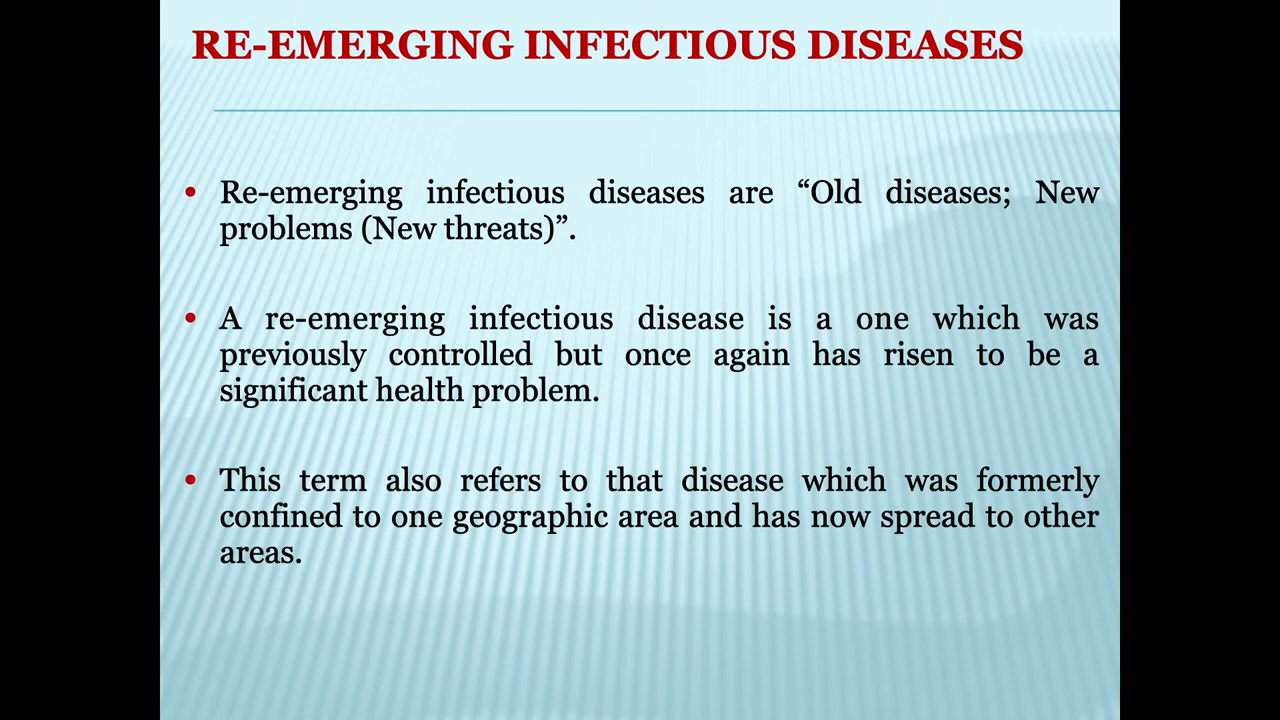 RE-EMERGING INFECTIOUS DISEASES
• Re-emerging infectious diseases are “Old diseases; New
problems (New threats)”.
• A re-emerging infectious disease is a one which was
previously controlled but once again has risen to be a
significant health problem.
• This term also refers to that disease which was formerly
confined to one geographic area and has now spread to other
areas.